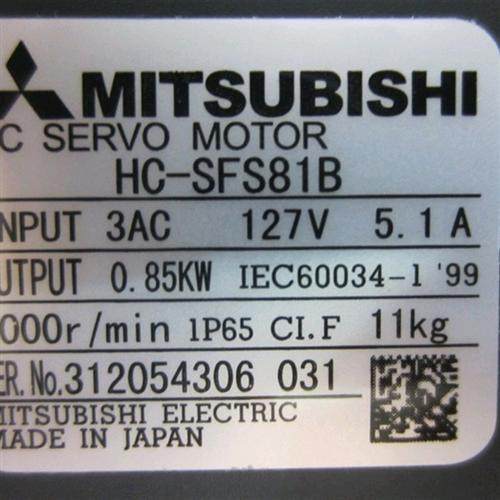 MITSUBISHI
C SERVO MOTOR
HC-SFS81B
NPUT 3AC 127V 5.1A
UTPUT 0.85KW IEC60034-1 '99
000r/min IP65 CI.F 11kg
ER.No.312054306 031
MITSUBISHI ELECTRIC
MADE IN JAPAN